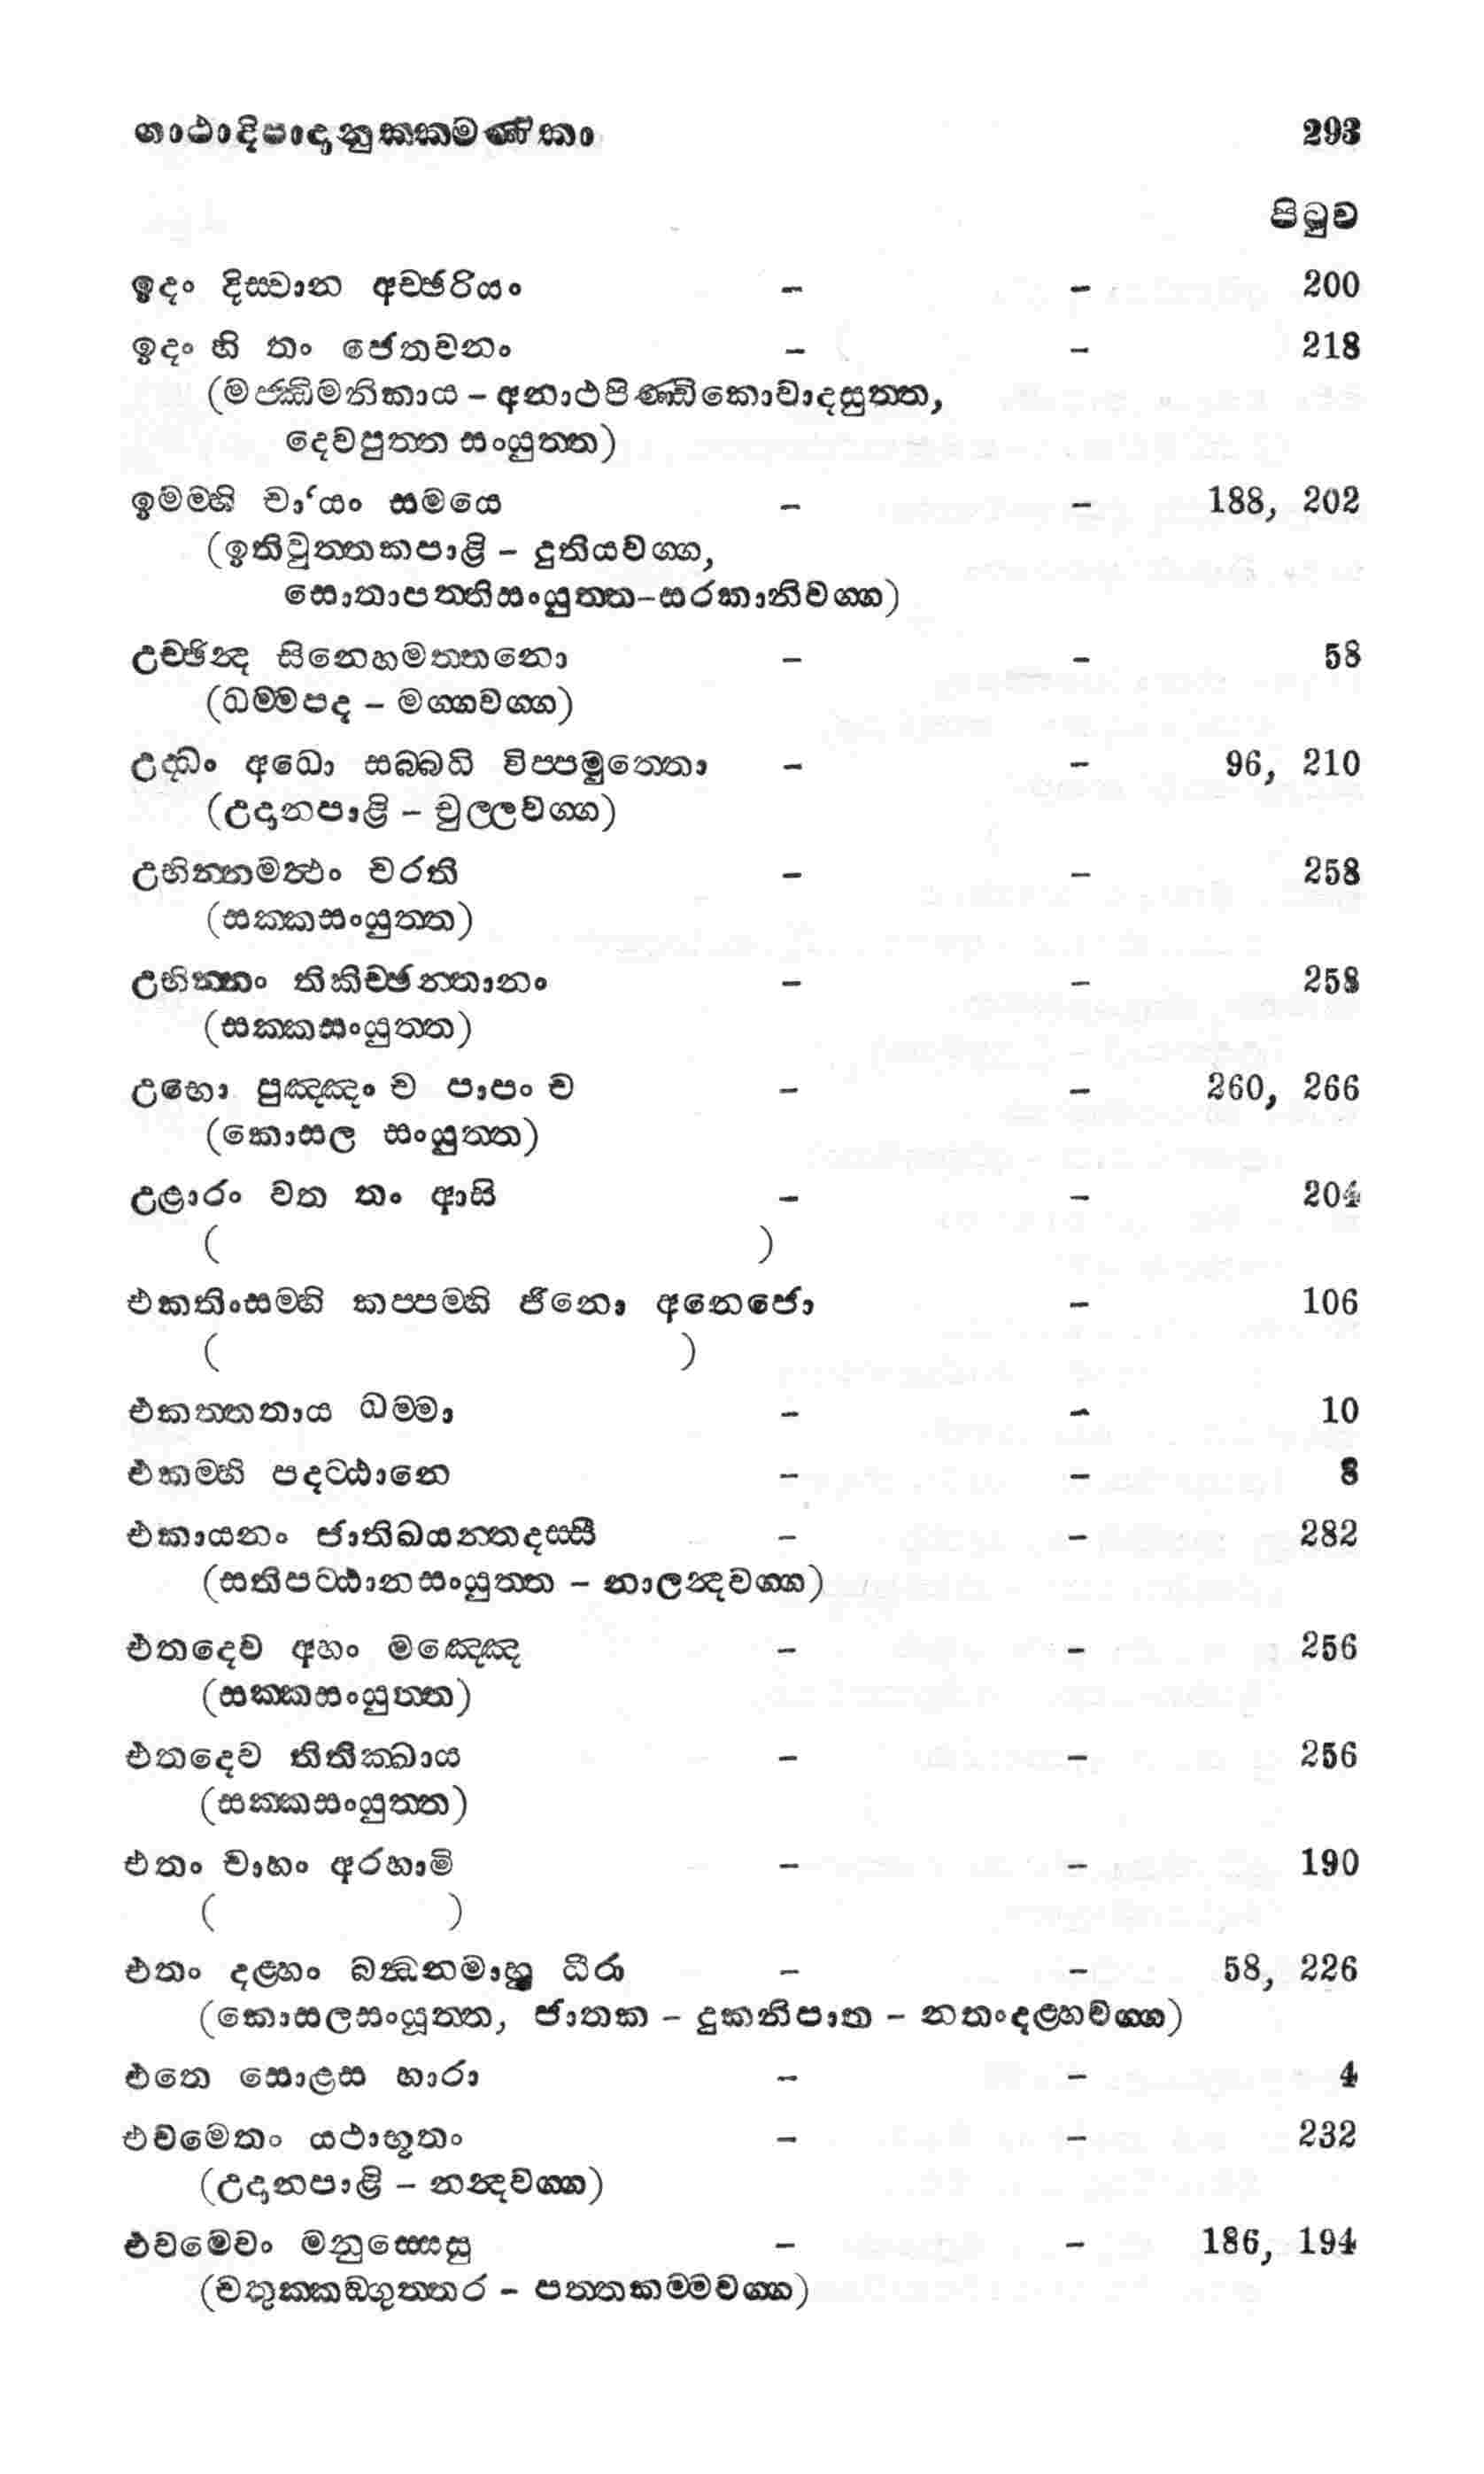 ගාථාදිපාදානුක්කමණිකා 293
පිටුව
ඉදං දිස්වාන අච්ඡරියං - - 200
ඉදං හි තං ජෙතවනං - - 218
(මජ්ඣිමනිකාය - අනාථපිණ්ඩිකොවාදසුත්ත,
දෙවපුත්ත සංයුත්ත)
ඉමම්හි චා‘යං සමයෙ - - 188, 202
(ඉතිවුත්තකපාළි - දුතියවග්ග,
සොතාපත්තිසංයුත්ත-සරකානිවග්ග)
උච්ඡින්ද සිනෙහමත්තනො - - 58
(ධම්මපද - මග්ගවග්ග)
උද්ධං අධො සබ්බධි විප්පමුත්තො - - 96, 210
(උදානපාළි - චුල්ලවග්ග)
උභින්නමත්ථං චරති - - 258
(සක්කසංයුත්ත)
උභින්නං තිකිච්ඡන්තානං - - 258
(සක්කසංයුත්ත)
උභො පුඤ්ඤං ච පාපං ච - - 260, 266
(කොසල සංයුත්ත)
උළාරං වත තං ආසි - - 204
( )
එකතිංසම්හි කප්පම්හි ජිනො අනෙජො - 106
( )
එකත්තතාය ධම්මා - - 10
එකම්හි පදට්ඨානෙ - - 8
එකායනං ජාතිඛයන්තදස්සී - - 282
(සතිපට්ඨානසංයුත්ත - නාලන්දවග්ග)
එතදෙව අහං මඤ්ඤෙ - - 256
(සක්කසංයුත්ත)
එතදෙව තිතික්ඛාය - - 256
(සක්කසංයුත්ත)
එතං චාහං අරහාමි - - 190
( )
එතං දළ්හං බන්ධනමාහු ධීරා - - 58, 226
(කොසලසංයුත්ත, ජාතක - දුකනිපාත - නතංදළ්හවග්ග)
එතෙ සොළස හාරා - - 4
එවමෙතං යථාභූතං - - 232
(උදානපාළි - නන්දවග්ග)
එවමෙවං මනුස්සෙසු - - 186, 194
(චතුක්කඞ්ගුත්තර - පත්තකම්මවග්ග)